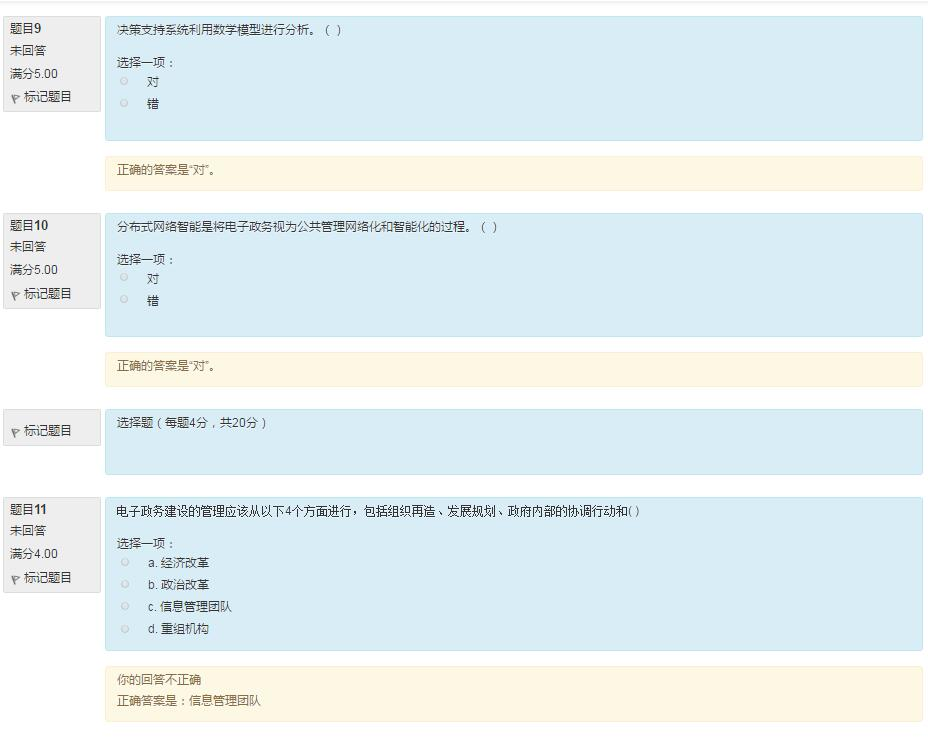 题目9
未回答
满分5.00
标记题目
决策支持系统利用数学模型进行分析。（ ）
选择一项：
对
错
正确的答案是“对”。
题目10
未回答
满分5.00
标记题目
分布式网络智能是将电子政务视为公共管理网络化和智能化的过程。（ ）
选择一项：
对
错
正确的答案是“对”。
标记题目
选择题（每题4分，共20分）
题目11
未回答
满分4.00
标记题目
电子政务建设的管理应该从以下4个方面进行，包括组织再造、发展规划、政府内部的协调行动和( )
选择一项：
a. 经济改革
b. 政治改革
c. 信息管理团队
d. 重组机构
你的回答不正确
正确答案是：信息管理团队